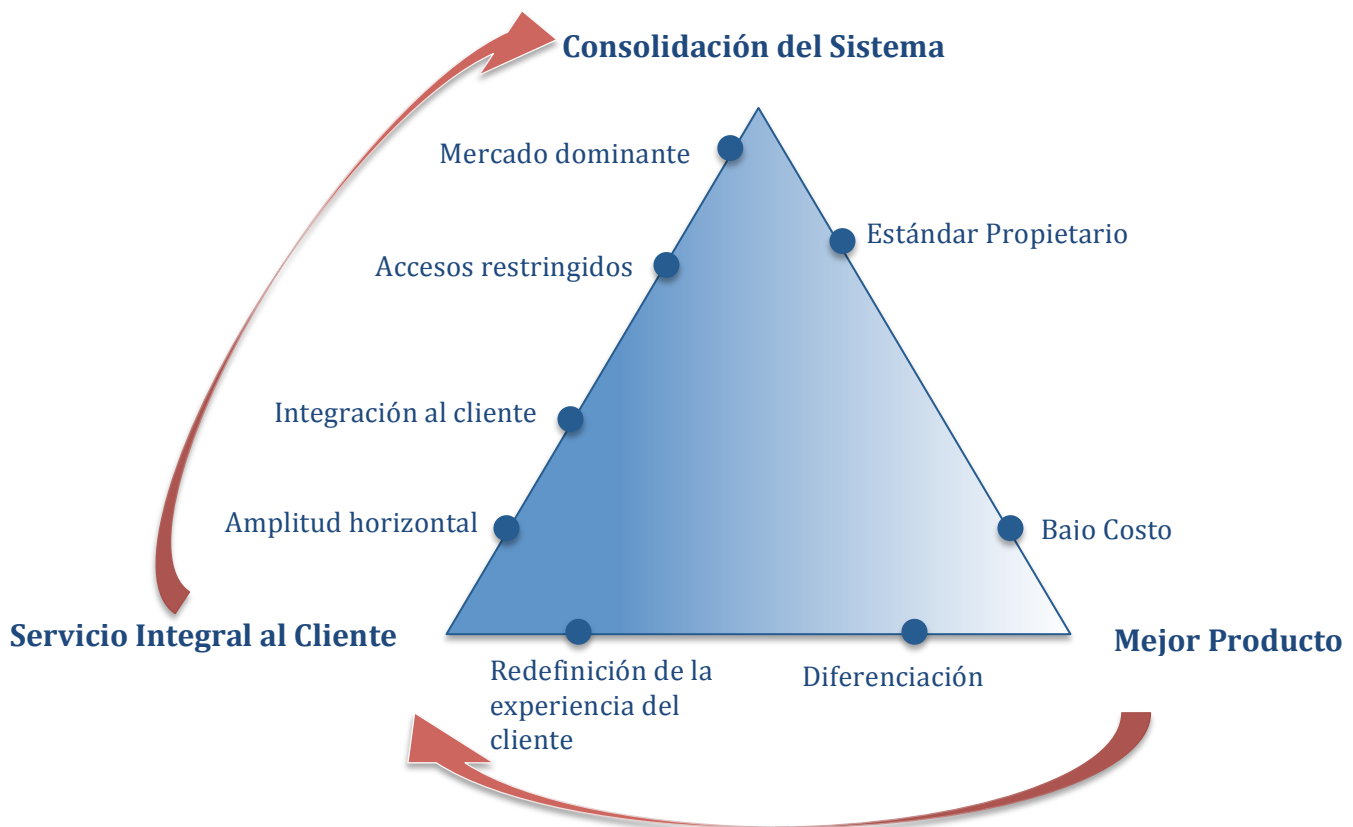 Consolidación del Sistema
Mercado dominante
Estándar Propietario
Accesos restringidos
Integración al cliente
Amplitud horizontal
Bajo Costo
Servicio Integral al Cliente
Mejor Producto
Redefinición de la
experiencia del
cliente
Diferenciación